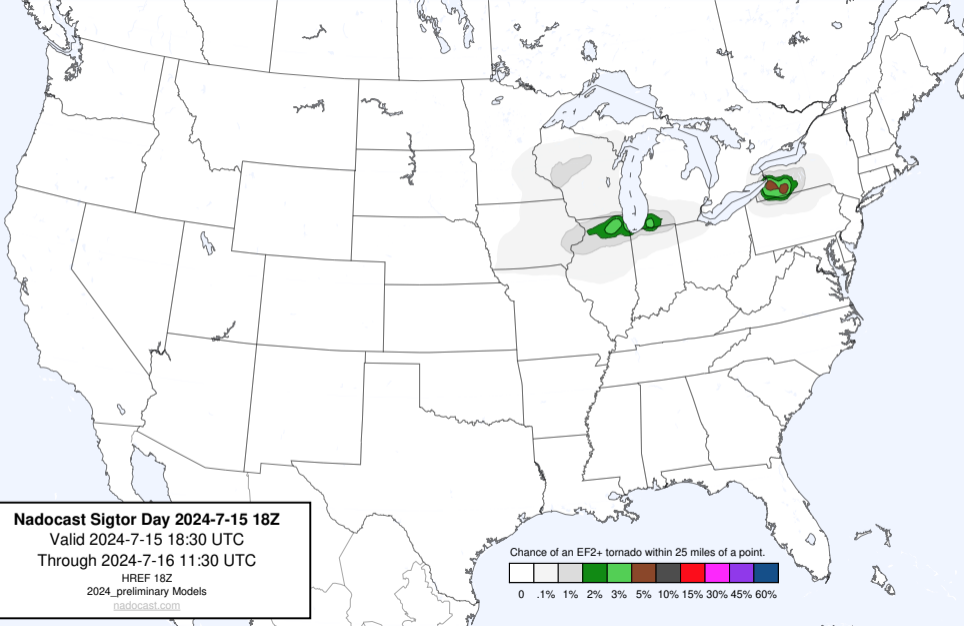 Nadocast Sigtor Day 2024-7-15 18Z
Valid 2024-7-15 18:30 UTC
Through 2024-7-16 11:30 UTC
HREF 18Z
2024_preliminary Models
nadocast.com
Chance of an EF2+ tornado within 25 miles of a point.
0 .1% 1% 2% 3% 5% 10% 15% 30% 45% 60%